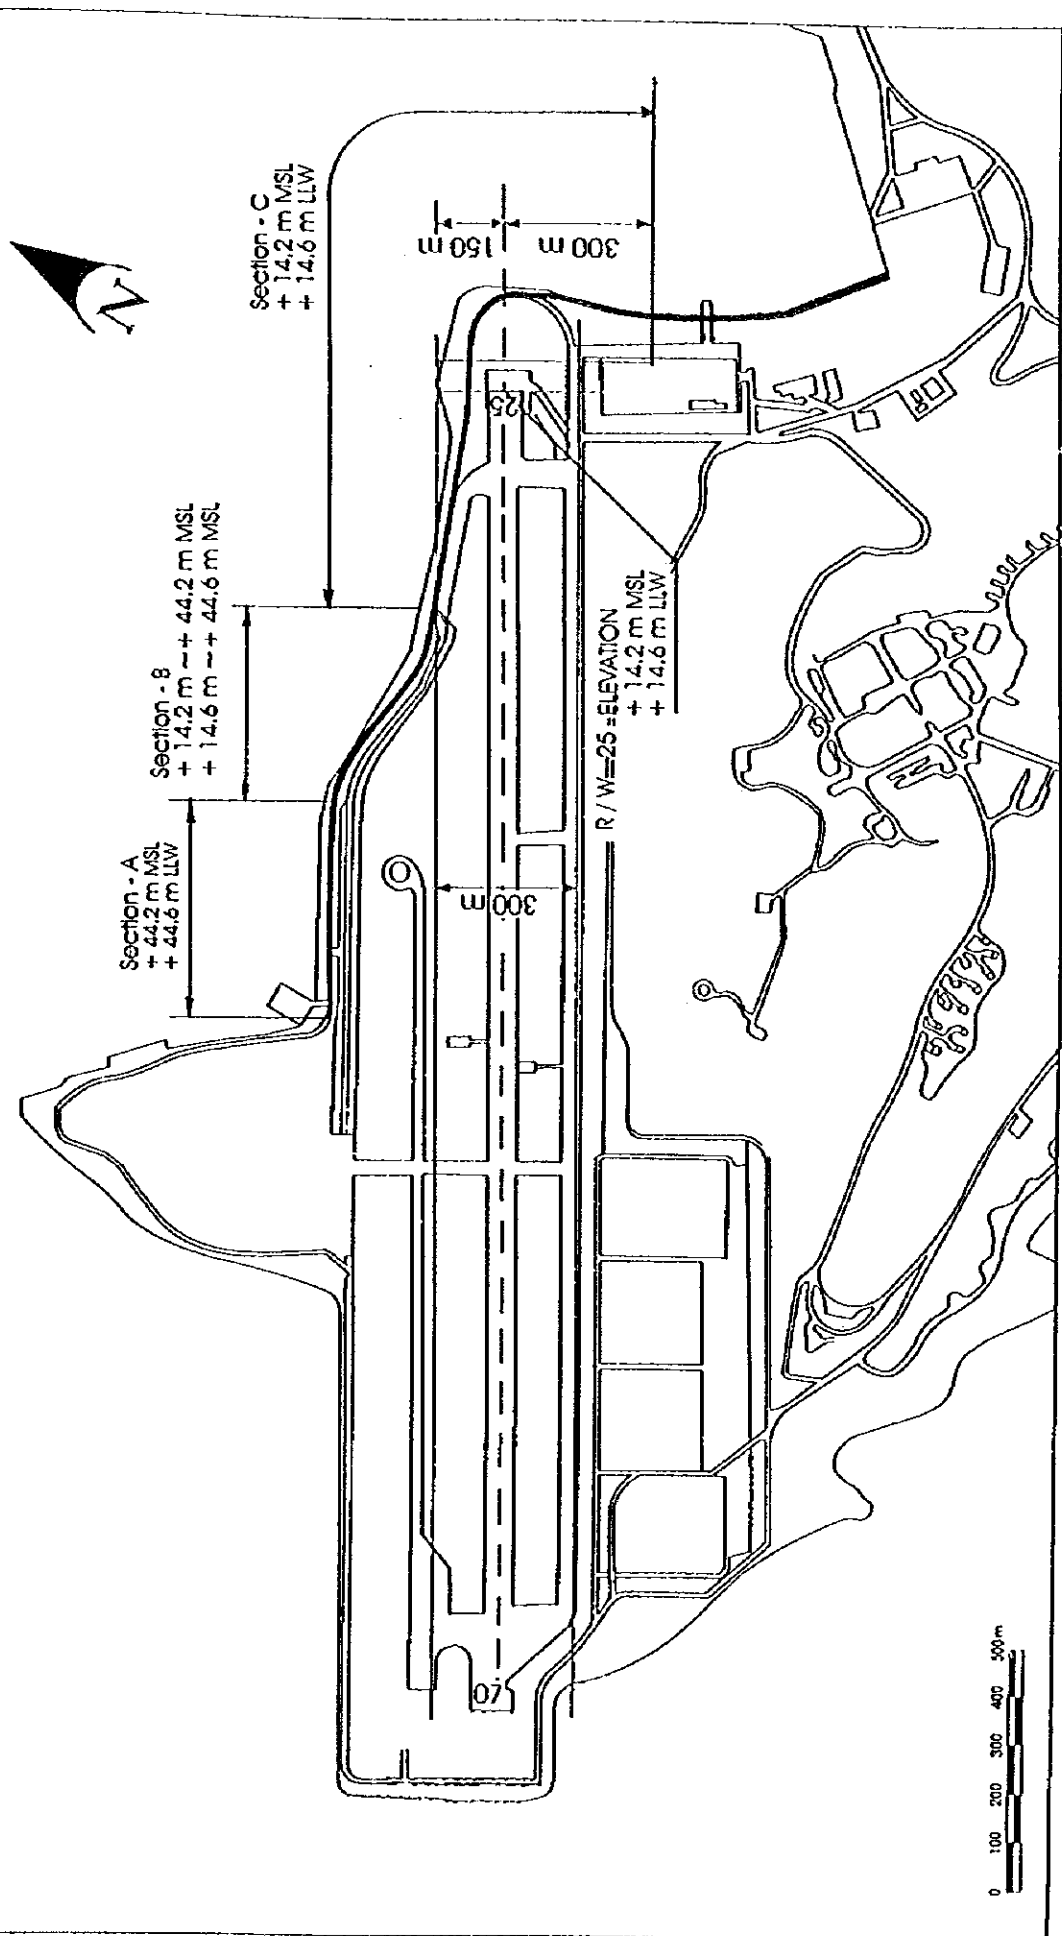 Section - C
+ 14.2 m MSL
+ 14.6 m LLW
150 m
300 m
N
Section - B
+ 14.2 m ~ + 44.2 m MSL
+ 14.6 m ~ + 44.6 m MSL
25
Section - A
+ 44.2 m MSL
+ 44.6 m LLW
R / W = 25 = ELEVATION
+ 14.2 m MSL
+ 14.6 m LLW
300 m
07
0 100 200 300 400 500 m